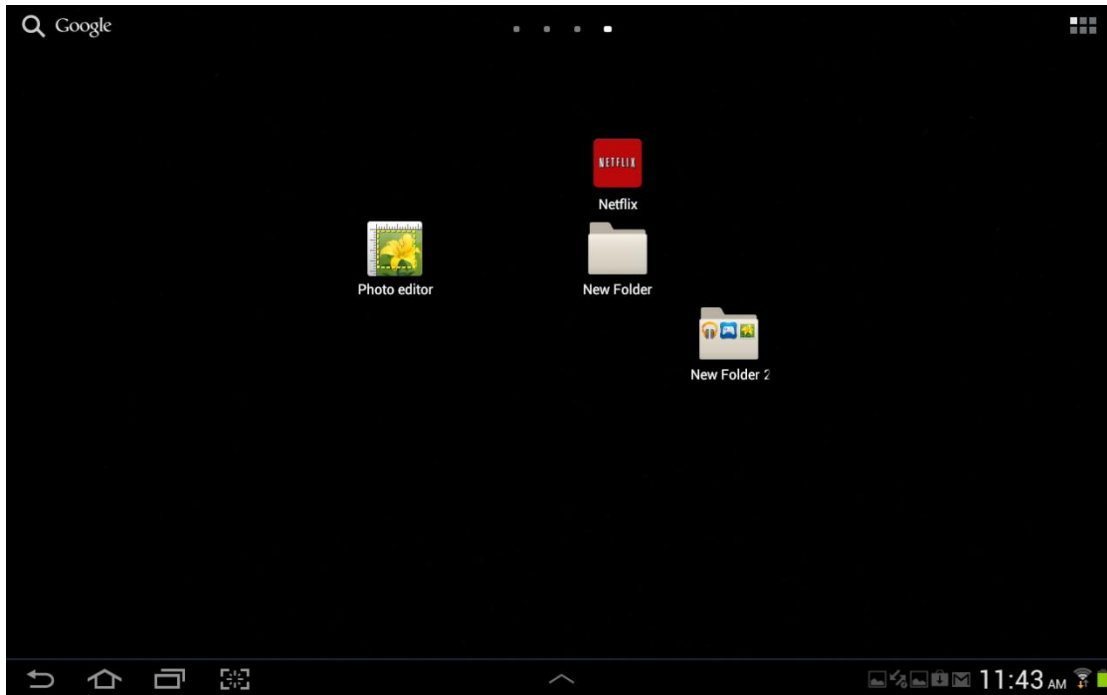 Google
NETFLIX
Netflix
Photo editor
New Folder
New Folder 2
11:43 AM